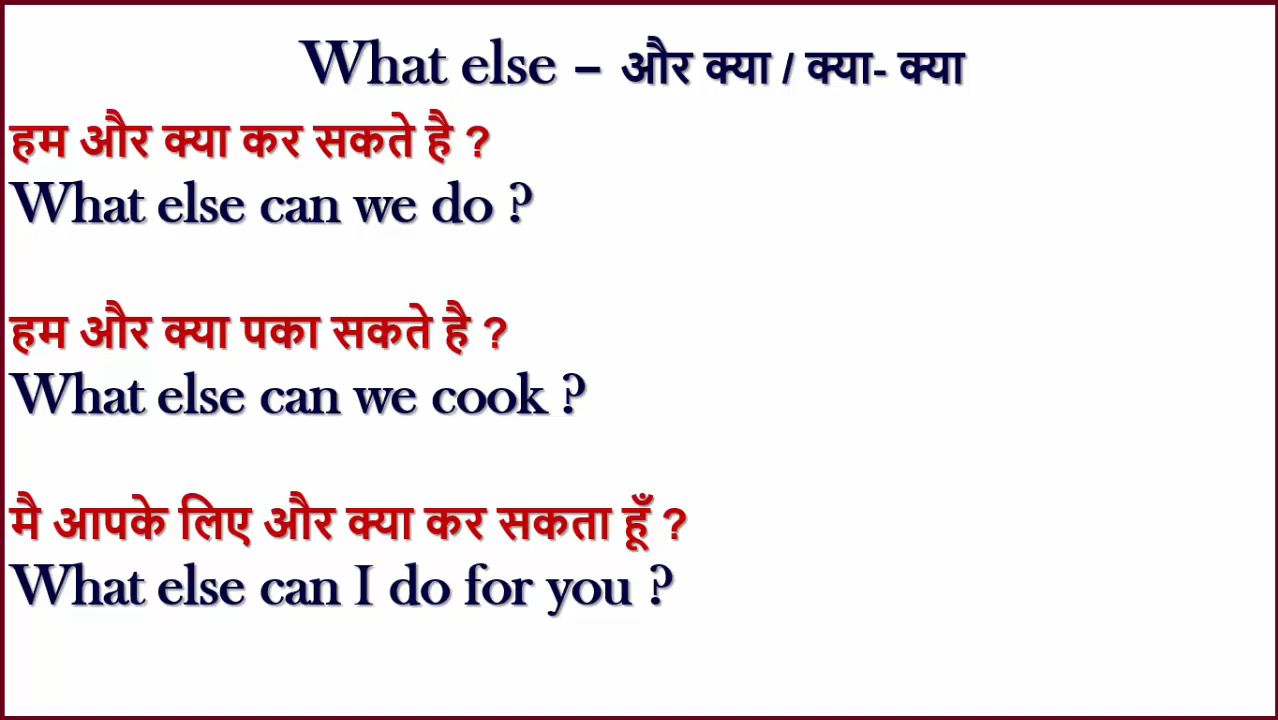 What else – और क्या / क्या- क्या
हम और क्या कर सकते है ?
What else can we do ?
हम और क्या पका सकते है ?
What else can we cook ?
मै आपके लिए और क्या कर सकता हूँ ?
What else can I do for you ?